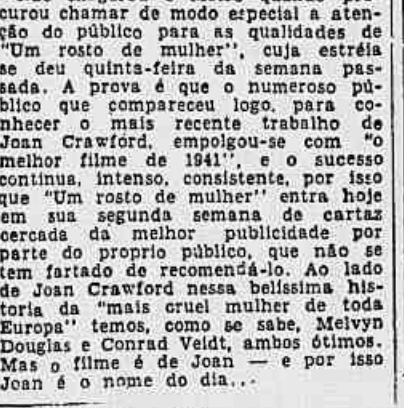 curou chamar de modo especial a aten-
ção do público para as qualidades de
"Um rosto de mulher", cuja estréia
se deu quinta-feira da semana pas-
sada. A prova é que o numeroso pú-
blico que compareceu logo, para co-
nhecer o mais recente trabalho de
Joan Crawford, empolgou-se com "o
melhor filme de 1941", e o sucesso
continua, intenso, consistente, por isso
que "Um rosto de mulher" entra hoje
em sua segunda semana de cartaz
cercada da melhor publicidade por
parte do proprio público, que não se
tem fartado de recomendá-lo. Ao lado
de Joan Crawford nessa belissima his-
toria da "mais cruel mulher de toda
Europa" temos, como se sabe, Melvyn
Douglas e Conrad Veidt, ambos ótimos.
Mas o filme é de Joan — e por isso
Joan é o nome do dia...